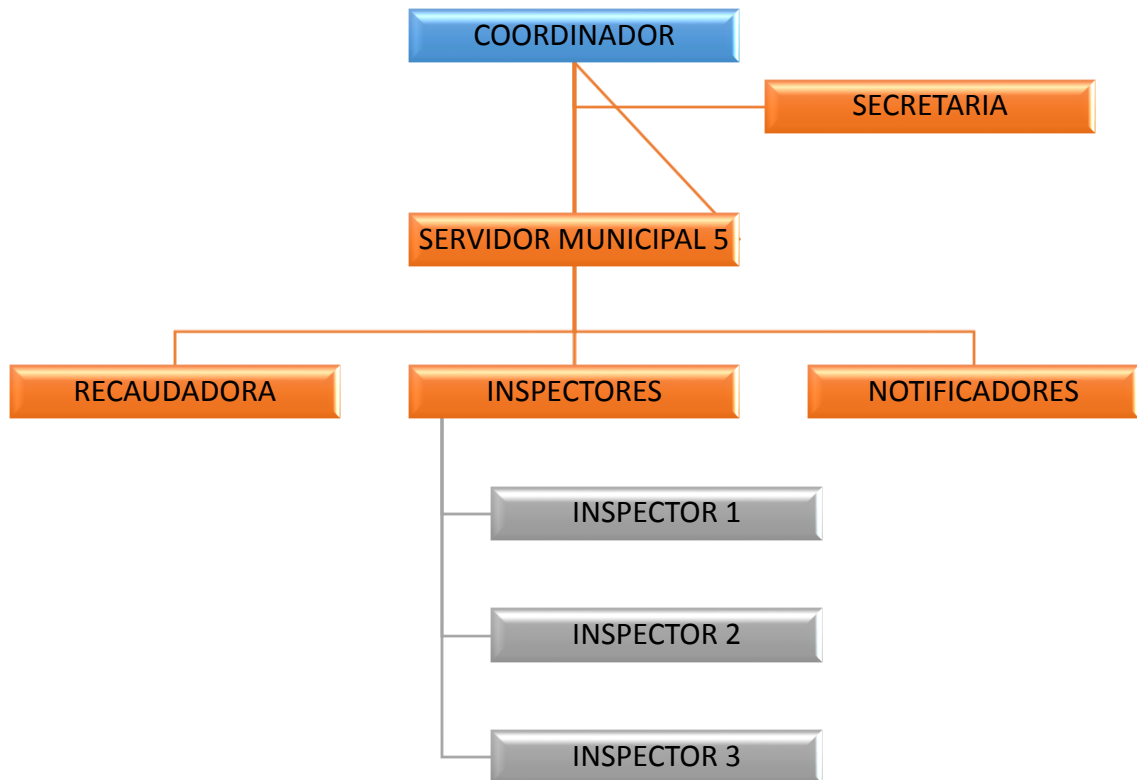 COORDINADOR
SECRETARIA
SERVIDOR MUNICIPAL 5
RECAUDADORA
INSPECTORES
NOTIFICADORES
INSPECTOR 1
INSPECTOR 2
INSPECTOR 3